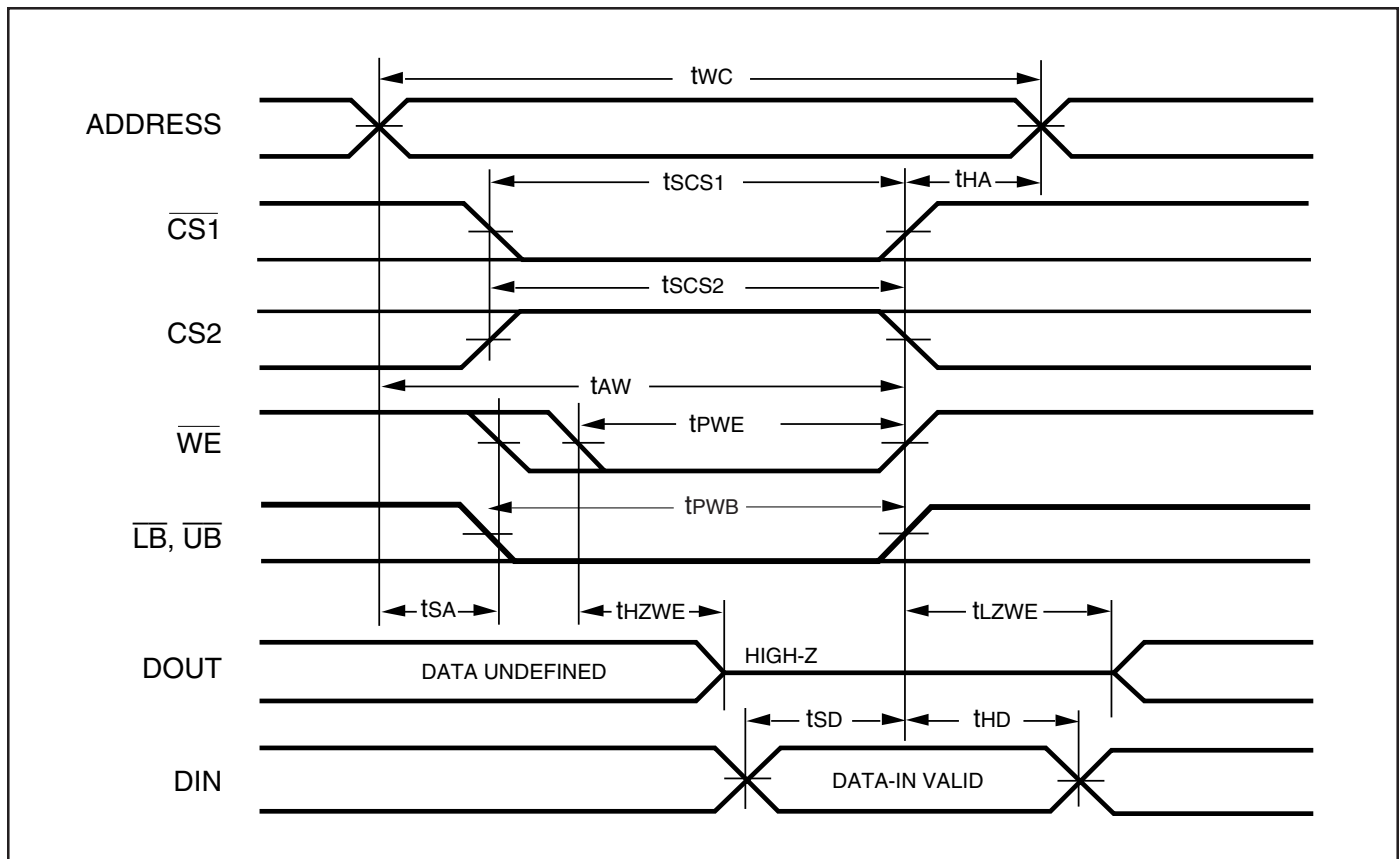 tWC
ADDRESS
tSCS1
tHA
CS1
tSCS2
CS2
tAW
WE
tPWE
tPWB
LB, UB
tSA
tHZWE
tLZWE
DOUT
DATA UNDEFINED
HIGH-Z
tSD
tHD
DIN
DATA-IN VALID